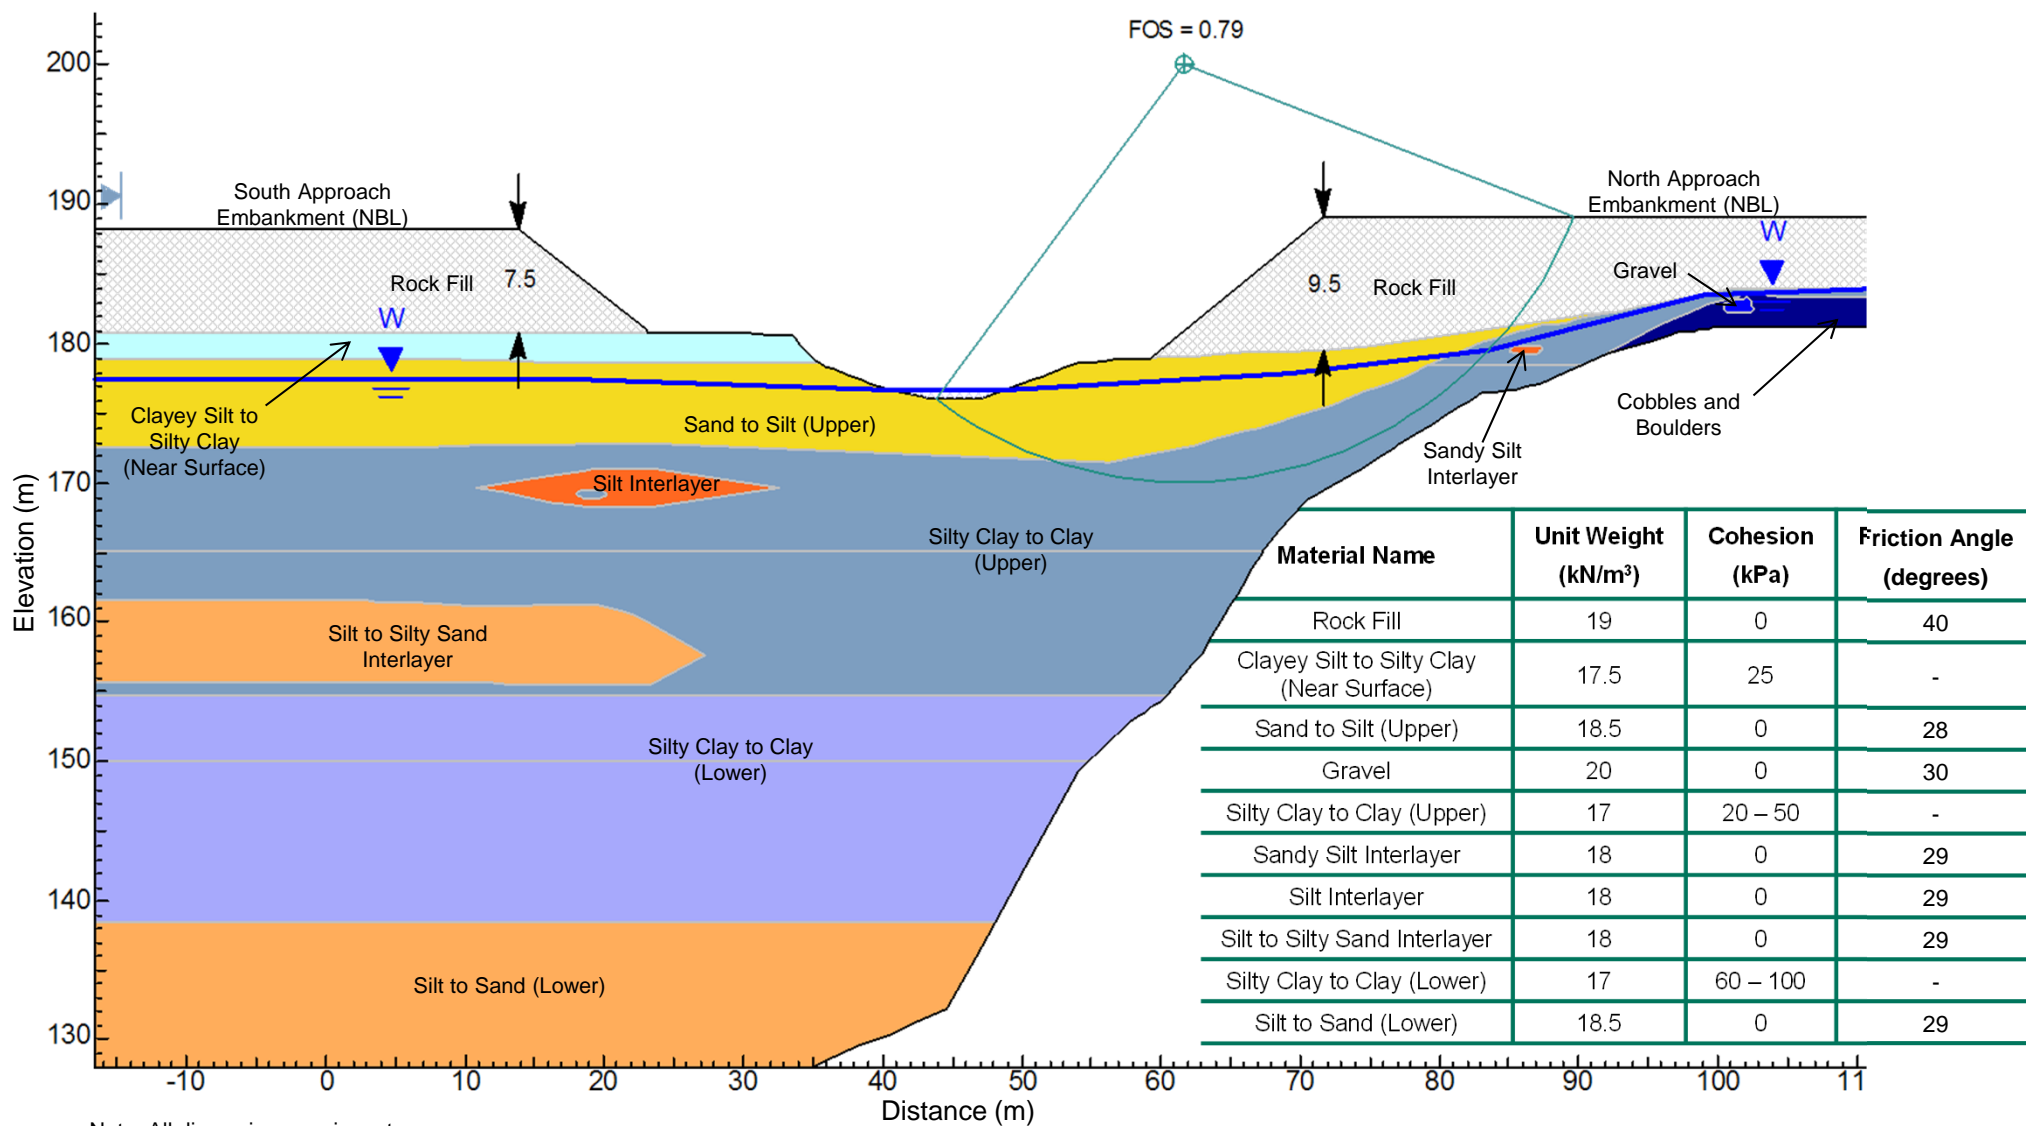 FOS = 0.79
200
190
180
170
160
150
140
130
Elevation (m)
South Approach
Embankment (NBL)
North Approach
Embankment (NBL)
W
Rock Fill
7.5
9.5
Rock Fill
Gravel
W
Clayey Silt to
Silty Clay
(Near Surface)
Sand to Silt (Upper)
Cobbles and
Boulders
Sandy Silt
Interlayer
Silt Interlayer
Silty Clay to Clay
(Upper)
Silt to Silty Sand
Interlayer
Silty Clay to Clay
(Lower)
Silt to Sand (Lower)
Material Name Unit Weight (kN/m³) Cohesion (kPa) Friction Angle (degrees)
Rock Fill 19 0 40
Clayey Silt to Silty Clay (Near Surface) 17.5 25 -
Sand to Silt (Upper) 18.5 0 28
Gravel 20 0 30
Silty Clay to Clay (Upper) 17 20 – 50 -
Sandy Silt Interlayer 18 0 29
Silt Interlayer 18 0 29
Silt to Silty Sand Interlayer 18 0 29
Silty Clay to Clay (Lower) 17 60 – 100 -
Silt to Sand (Lower) 18.5 0 29
-10 0 10 20 30 40 50 60 70 80 90 100 11
Distance (m)